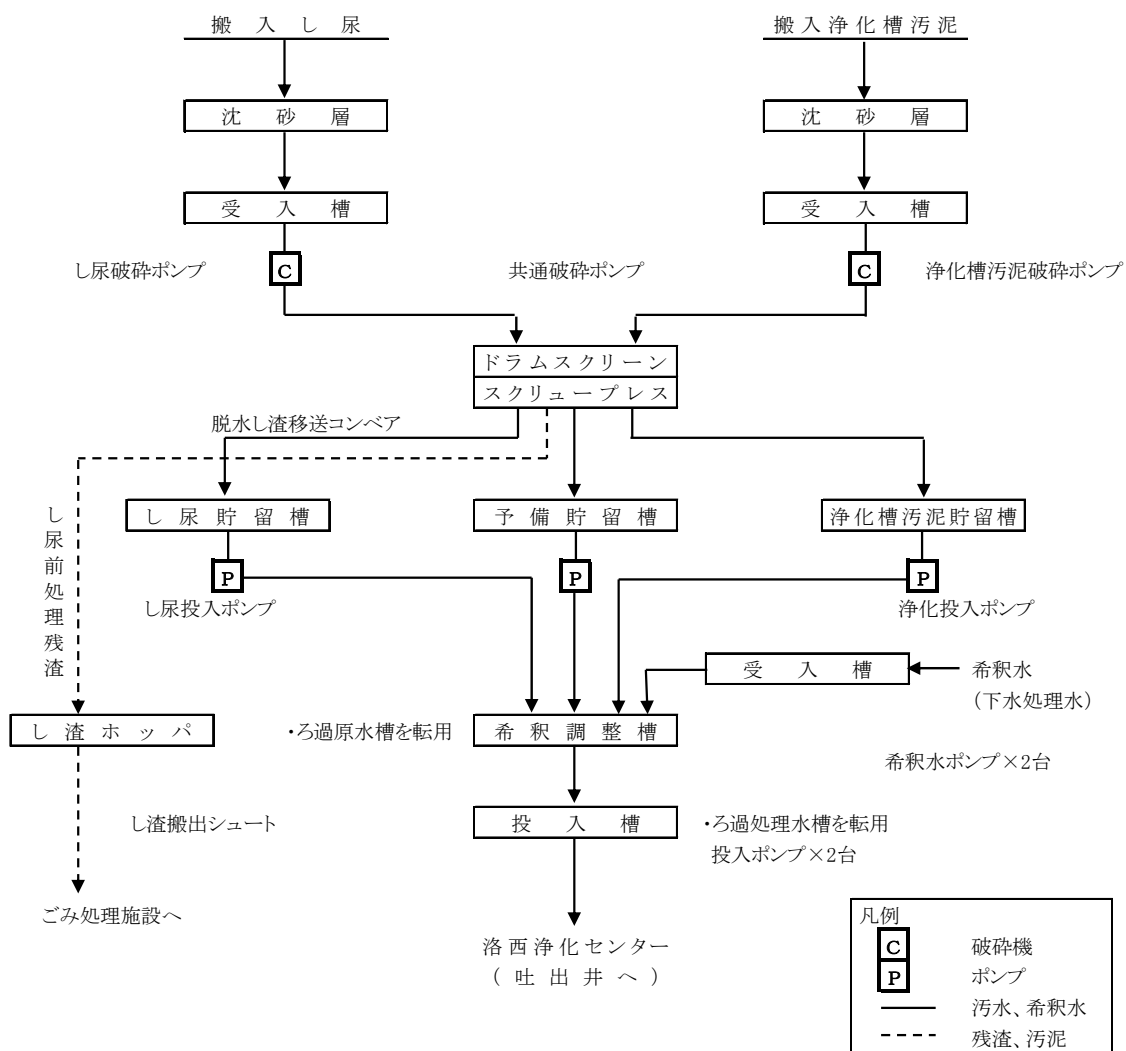 搬入し尿
搬入浄化槽汚泥
沈砂層
沈砂層
受入槽
受入槽
し尿破砕ポンプ
C
共通破砕ポンプ
C
浄化槽汚泥破砕ポンプ
ドラムスクリーン
スクリュープレス
脱水し渣移送コンベア
し尿貯留槽
予備貯留槽
浄化槽汚泥貯留槽
し尿前処理残渣
P
P
P
し尿投入ポンプ
浄化投入ポンプ
受入槽
希釈水
(下水処理水)
し渣ホッパ
・ろ過原水槽を転用
希釈調整槽
希釈水ポンプ×2台
し渣搬出シュート
投入槽
・ろ過処理水槽を転用
投入ポンプ×2台
ごみ処理施設へ
洛西浄化センター
(吐出井へ)
凡例
C 破砕機
P ポンプ
汚水、希釈水
残渣、汚泥